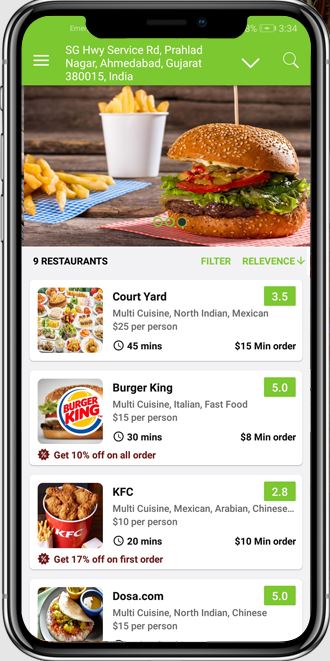 Emer
8% 3:34
SG Hwy Service Rd, Prahlad
Nagar, Ahmedabad, Gujarat
380015, India
9 RESTAURANTS FILTER RELEVENCE
Court Yard 3.5
Multi Cuisine, North Indian, Mexican
$25 per person
45 mins $15 Min order
BURGER
KING
Burger King 5.0
Multi Cuisine, Italian, Fast Food
$15 per person
30 mins $8 Min order
Get 10% off on all order
KFC
KFC 2.8
Multi Cuisine, Mexican, Arabian, Chinese...
$10 per person
20 mins $10 Min order
Get 17% off on first order
Dosa.com 5.0
Multi Cuisine, North Indian, Chinese
$15 per person